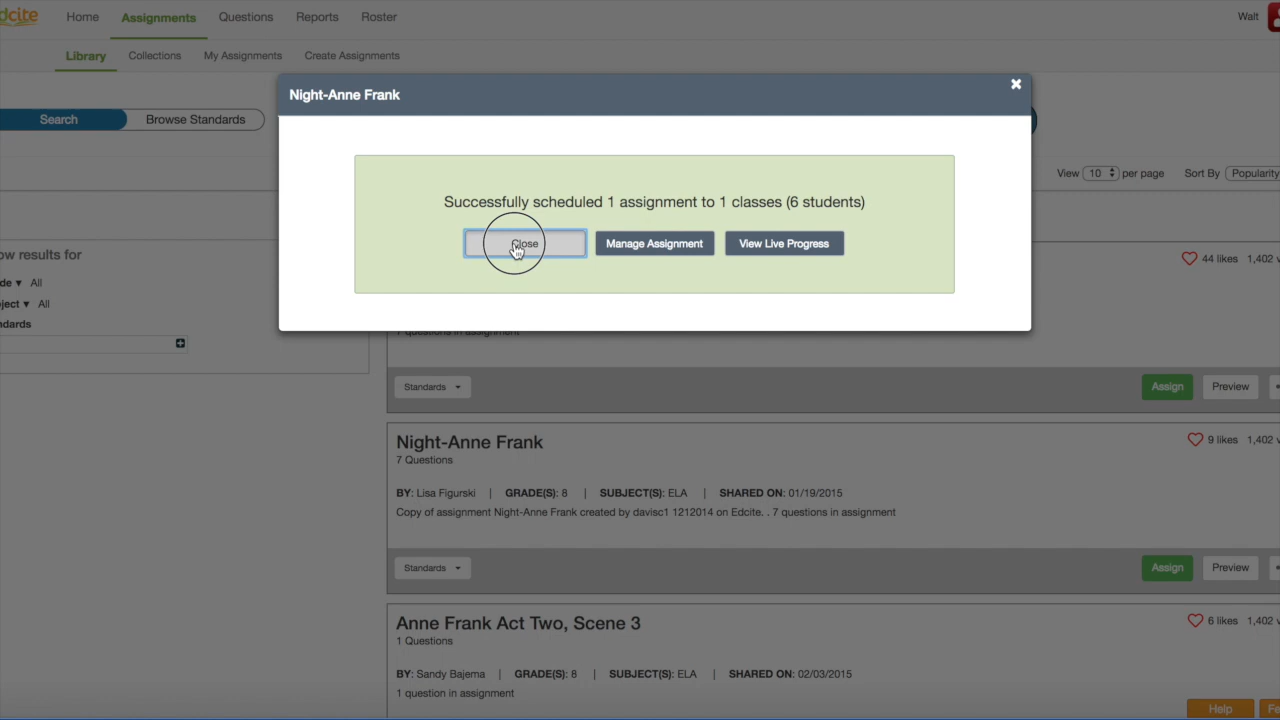 dcite Home Assignments Questions Reports Roster Walt
Library Collections My Assignments Create Assignments
Night-Anne Frank
Search Browse Standards
View 10 per page Sort By Popularity
Successfully scheduled 1 assignment to 1 classes (6 students)
Close Manage Assignment View Live Progress
ow results for
44 likes 1,402 v
de ▾ All
ject ▾ All
ndards
1 questions in assignment
Standards Assign Preview
Night-Anne Frank
9 likes 1,402 v
7 Questions
BY: Lisa Figurski | GRADE(S): 8 | SUBJECT(S): ELA | SHARED ON: 01/19/2015
Copy of assignment Night-Anne Frank created by davisc1 1212014 on Edcite. . 7 questions in assignment
Standards Assign Preview
Anne Frank Act Two, Scene 3
6 likes 1,402 v
1 Questions
BY: Sandy Bajema | GRADE(S): 8 | SUBJECT(S): ELA | SHARED ON: 02/03/2015
1 question in assignment
Help Fe